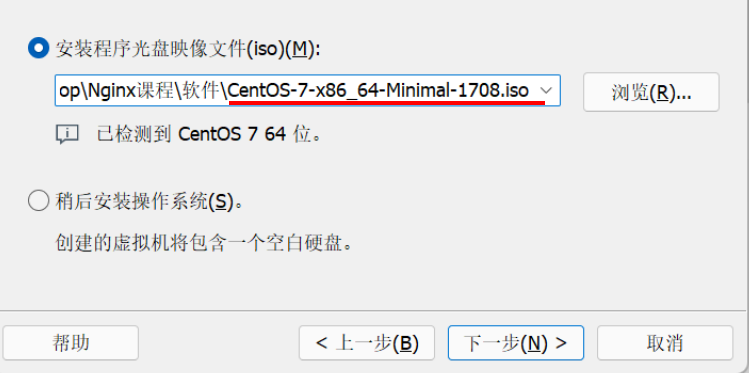 安装程序光盘映像文件(iso)(M):
op\Nginx课程\软件\CentOS-7-x86_64-Minimal-1708.iso
浏览(R)...
已检测到 CentOS 7 64 位。
稍后安装操作系统(S)。
创建的虚拟机将包含一个空白硬盘。
帮助
< 上一步(B)
下一步(N) >
取消